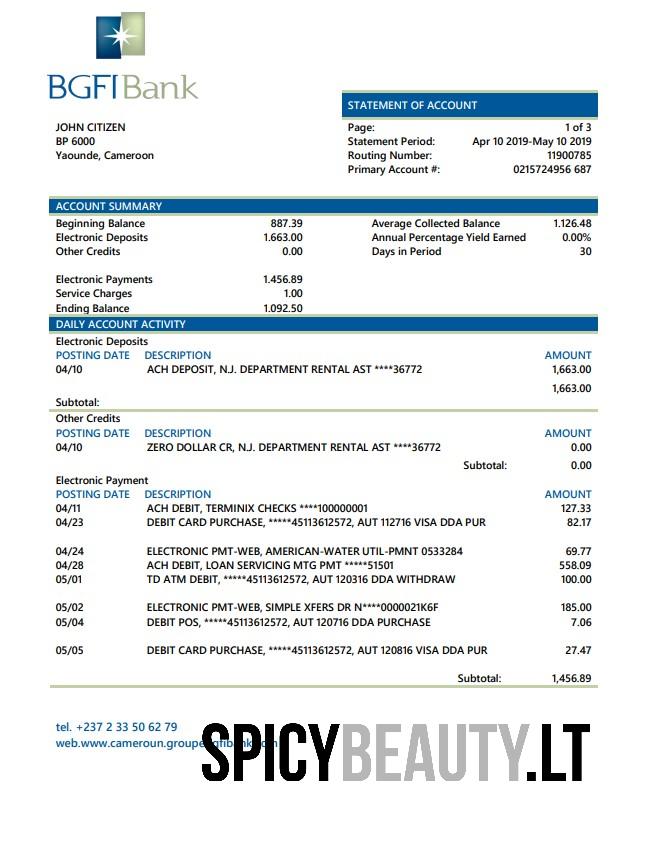 BGFIBank
STATEMENT OF ACCOUNT
JOHN CITIZEN
BP 6000
Yaounde, Cameroon
Page: 1 of 3
Statement Period: Apr 10 2019-May 10 2019
Routing Number: 11900785
Primary Account #: 0215724956 687
ACCOUNT SUMMARY
Beginning Balance 887.39 Average Collected Balance 1.126.48
Electronic Deposits 1.663.00 Annual Percentage Yield Earned 0.00%
Other Credits 0.00 Days in Period 30
Electronic Payments 1.456.89
Service Charges 1.00
Ending Balance 1.092.50
DAILY ACCOUNT ACTIVITY
Electronic Deposits
POSTING DATE DESCRIPTION AMOUNT
04/10 ACH DEPOSIT, N.J. DEPARTMENT RENTAL AST ****36772 1,663.00
1,663.00
Subtotal:
Other Credits
POSTING DATE DESCRIPTION AMOUNT
04/10 ZERO DOLLAR CR, N.J. DEPARTMENT RENTAL AST ****36772 0.00
Subtotal: 0.00
Electronic Payment
POSTING DATE DESCRIPTION AMOUNT
04/11 ACH DEBIT, TERMINIX CHECKS ****100000001 127.33
04/23 DEBIT CARD PURCHASE, *****45113612572, AUT 112716 VISA DDA PUR 82.17
04/24 ELECTRONIC PMT-WEB, AMERICAN-WATER UTIL-PMNT 0533284 69.77
04/28 ACH DEBIT, LOAN SERVICING MTG PMT *****51501 558.09
05/01 TD ATM DEBIT, *****45113612572, AUT 120316 DDA WITHDRAW 100.00
05/02 ELECTRONIC PMT-WEB, SIMPLE XFERS DR N****0000021K6F 185.00
05/04 DEBIT POS, *****45113612572, AUT 120716 DDA PURCHASE 7.06
05/05 DEBIT CARD PURCHASE, *****45113612572, AUT 120816 VISA DDA PUR 27.47
Subtotal: 1,456.89
tel. +237 2 33 50 62 79
web.www.cameroun.groupebgfibank.com
SPICYBEAUTY.LT